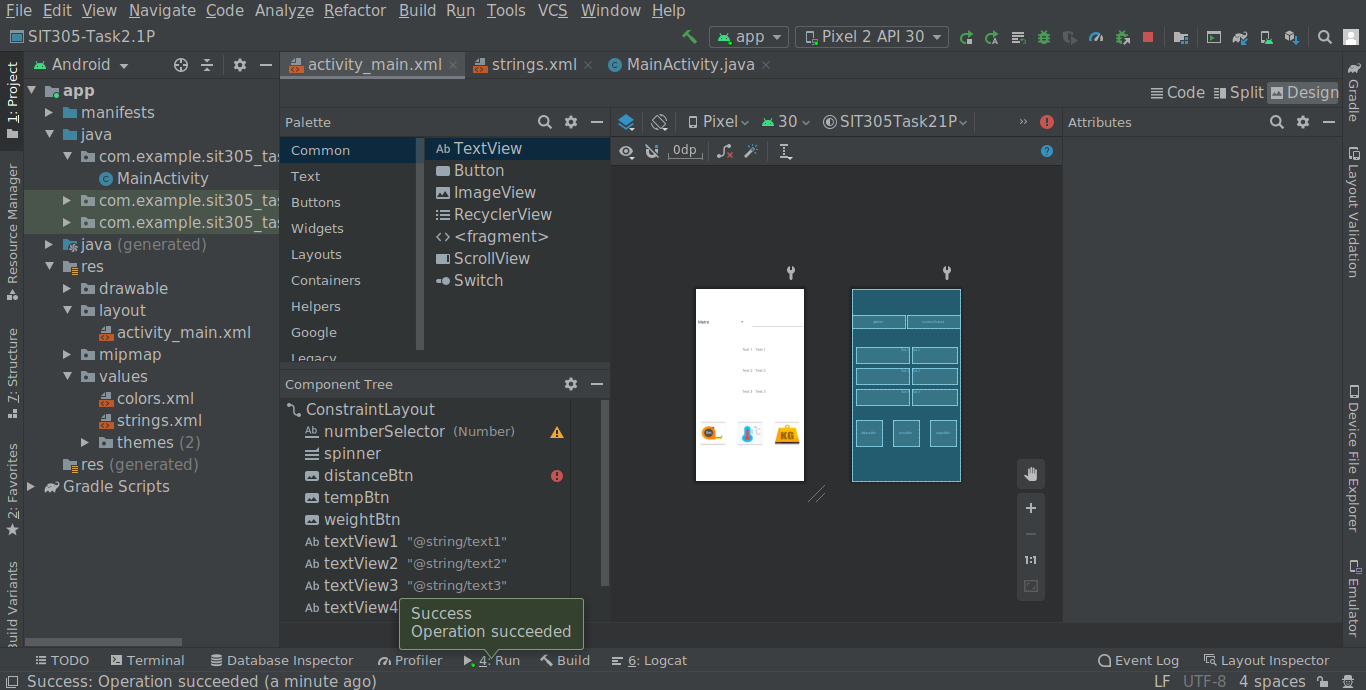 File Edit View Navigate Code Analyze Refactor Build Run Tools VCS Window Help
SIT305-Task2.1P
app
Pixel 2 API 30
1: Project
Resource Manager
7: Structure
2: Favorites
Build Variants
Android
app
manifests
java
com.example.sit305_ta
MainActivity
com.example.sit305_ta
com.example.sit305_ta
java (generated)
res
drawable
layout
activity_main.xml
mipmap
values
colors.xml
strings.xml
themes (2)
res (generated)
Gradle Scripts
activity_main.xml
strings.xml
MainActivity.java
Code
Split
Design
Palette
Common
Text
Buttons
Widgets
Layouts
Containers
Helpers
Google
Legacy
Ab TextView
Button
ImageView
RecyclerView
<> <fragment>
ScrollView
Switch
Component Tree
ConstraintLayout
Ab numberSelector (Number)
spinner
distanceBtn
tempBtn
weightBtn
Ab textView1 "@string/text1"
Ab textView2 "@string/text2"
Ab textView3 "@string/text3"
Ab textView4
Success
Operation succeeded
Pixel
30
SIT305Task21P
»
0dp
Metre
Text 1 Text 1
Text 2 Text 2
Text 3 Text 3
°C
KG
1:1
Attributes
Gradle
Layout Validation
Device File Explorer
Emulator
TODO
Terminal
Database Inspector
Profiler
4: Run
Build
6: Logcat
Event Log
Layout Inspector
Success: Operation succeeded (a minute ago)
LF UTF-8 4 spaces